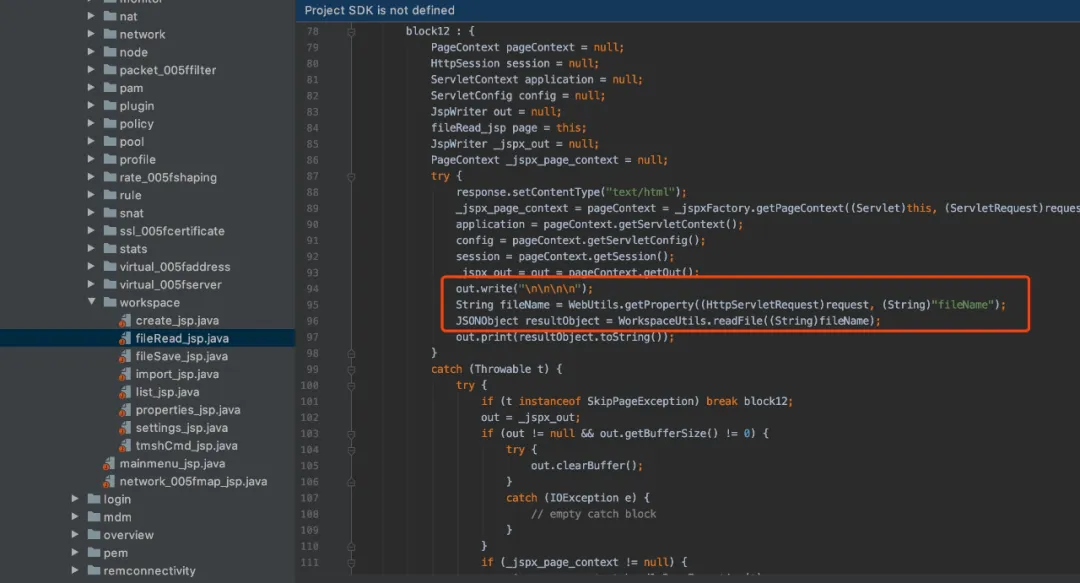 monitor
nat
network
node
packet_005ffilter
pam
plugin
policy
pool
profile
rate_005fshaping
rule
snat
ssl_005fcertificate
stats
virtual_005faddress
virtual_005fserver
workspace
create_jsp.java
fileRead_jsp.java
fileSave_jsp.java
import_jsp.java
list_jsp.java
properties_jsp.java
settings_jsp.java
tmshCmd_jsp.java
mainmenu_jsp.java
network_005fmap_jsp.java
login
mdm
overview
pem
remconnectivity
Project SDK is not defined
78 block12 : {
79 PageContext pageContext = null;
80 HttpSession session = null;
81 ServletContext application = null;
82 ServletConfig config = null;
83 JspWriter out = null;
84 fileRead_jsp page = this;
85 JspWriter _jspx_out = null;
86 PageContext _jspx_page_context = null;
87 try {
88 response.setContentType("text/html");
89 _jspx_page_context = pageContext = _jspxFactory.getPageContext((Servlet)this, (ServletRequest)reques
90 application = pageContext.getServletContext();
91 config = pageContext.getServletConfig();
92 session = pageContext.getSession();
93 _jspx_out = out = pageContext.getOut();
94 out.write("\n\n\n\n");
95 String fileName = WebUtils.getProperty((HttpServletRequest)request, (String)"fileName");
96 JSONObject resultObject = WorkspaceUtils.readFile((String)fileName);
97 out.print(resultObject.toString());
98 }
99 catch (Throwable t) {
100 try {
101 if (t instanceof SkipPageException) break block12;
102 out = _jspx_out;
103 if (out != null && out.getBufferSize() != 0) {
104 try {
105 out.clearBuffer();
106 }
107 catch (IOException e) {
108 // empty catch block
109 }
110 }
111 if (_jspx_page_context != null) {